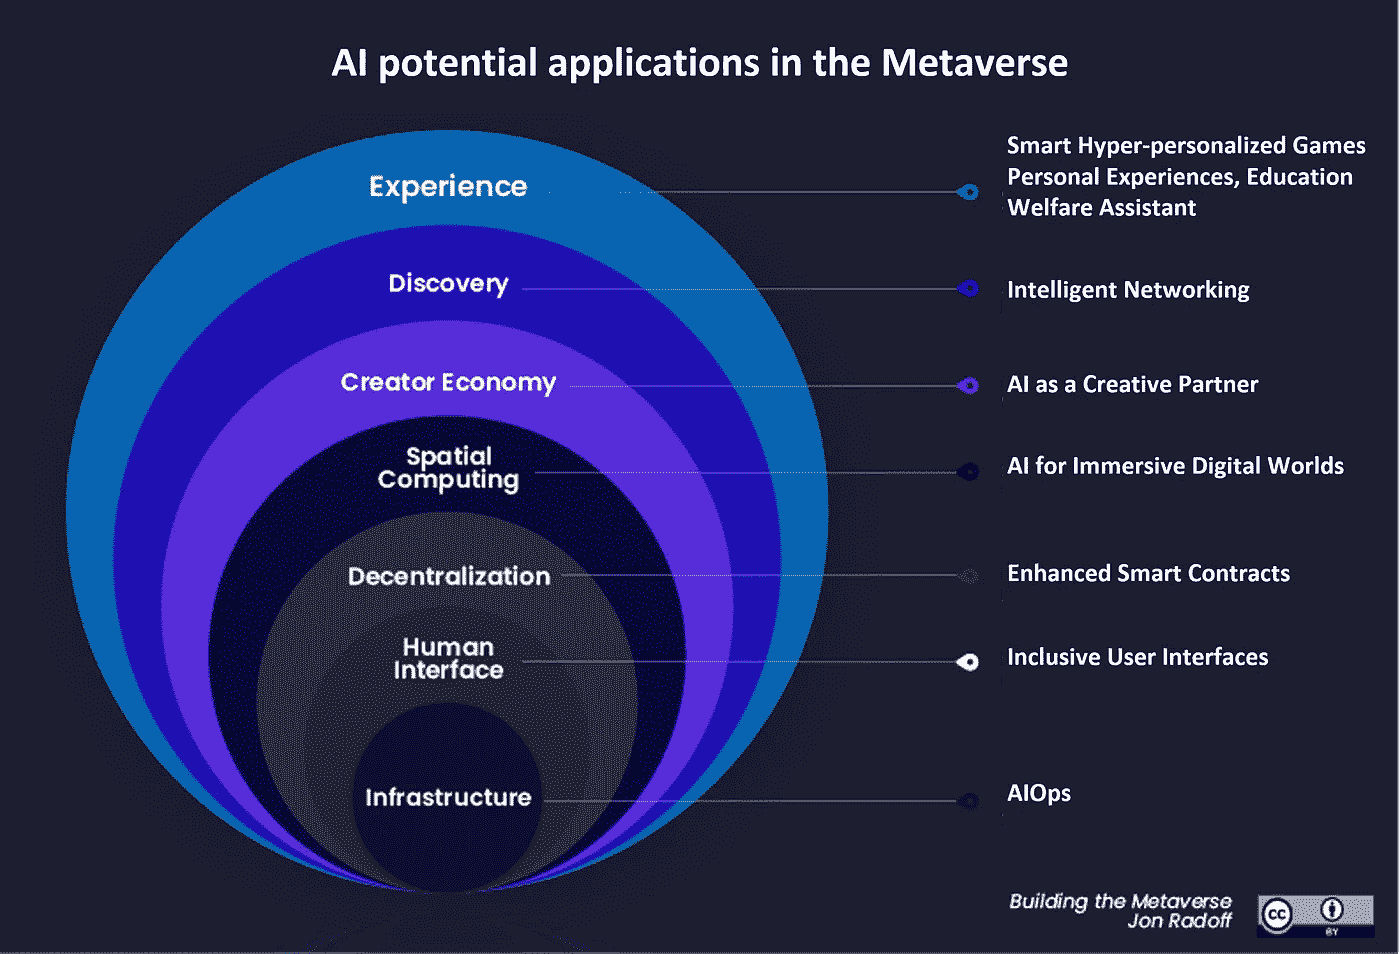 AI potential applications in the Metaverse
Experience
Smart Hyper-personalized Games
Personal Experiences, Education
Welfare Assistant
Discovery
Intelligent Networking
Creator Economy
AI as a Creative Partner
Spatial
Computing
AI for Immersive Digital Worlds
Decentralization
Enhanced Smart Contracts
Human
Interface
Inclusive User Interfaces
Infrastructure
AIOps
Building the Metaverse
Jon Radoff
cc
BY